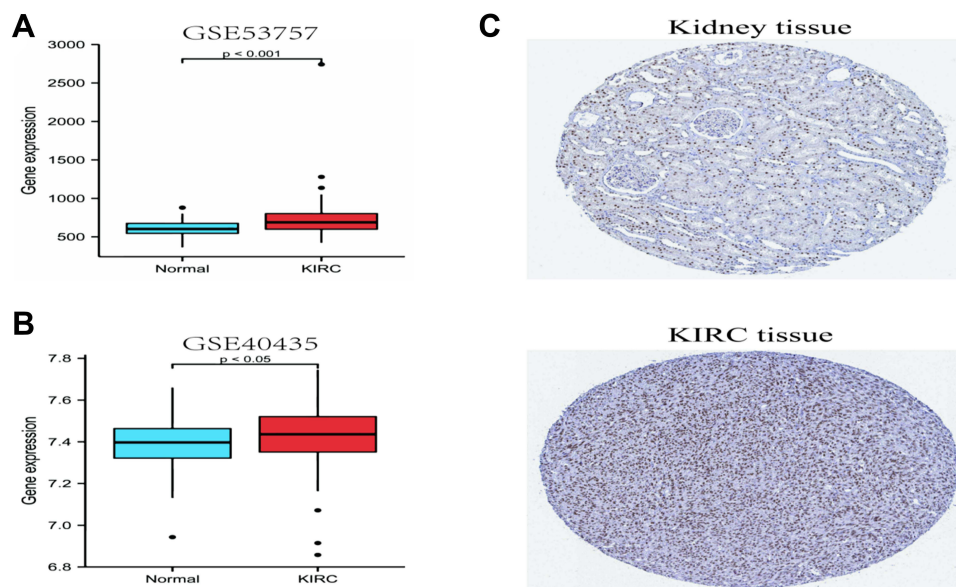 A
GSE53757
p < 0.001
3000
2500
2000
1500
1000
500
Gene expression
Normal
KIRC
B
GSE40435
p < 0.05
7.8
7.6
7.4
7.2
7.0
6.8
Gene expression
Normal
KIRC
C
Kidney tissue
KIRC tissue